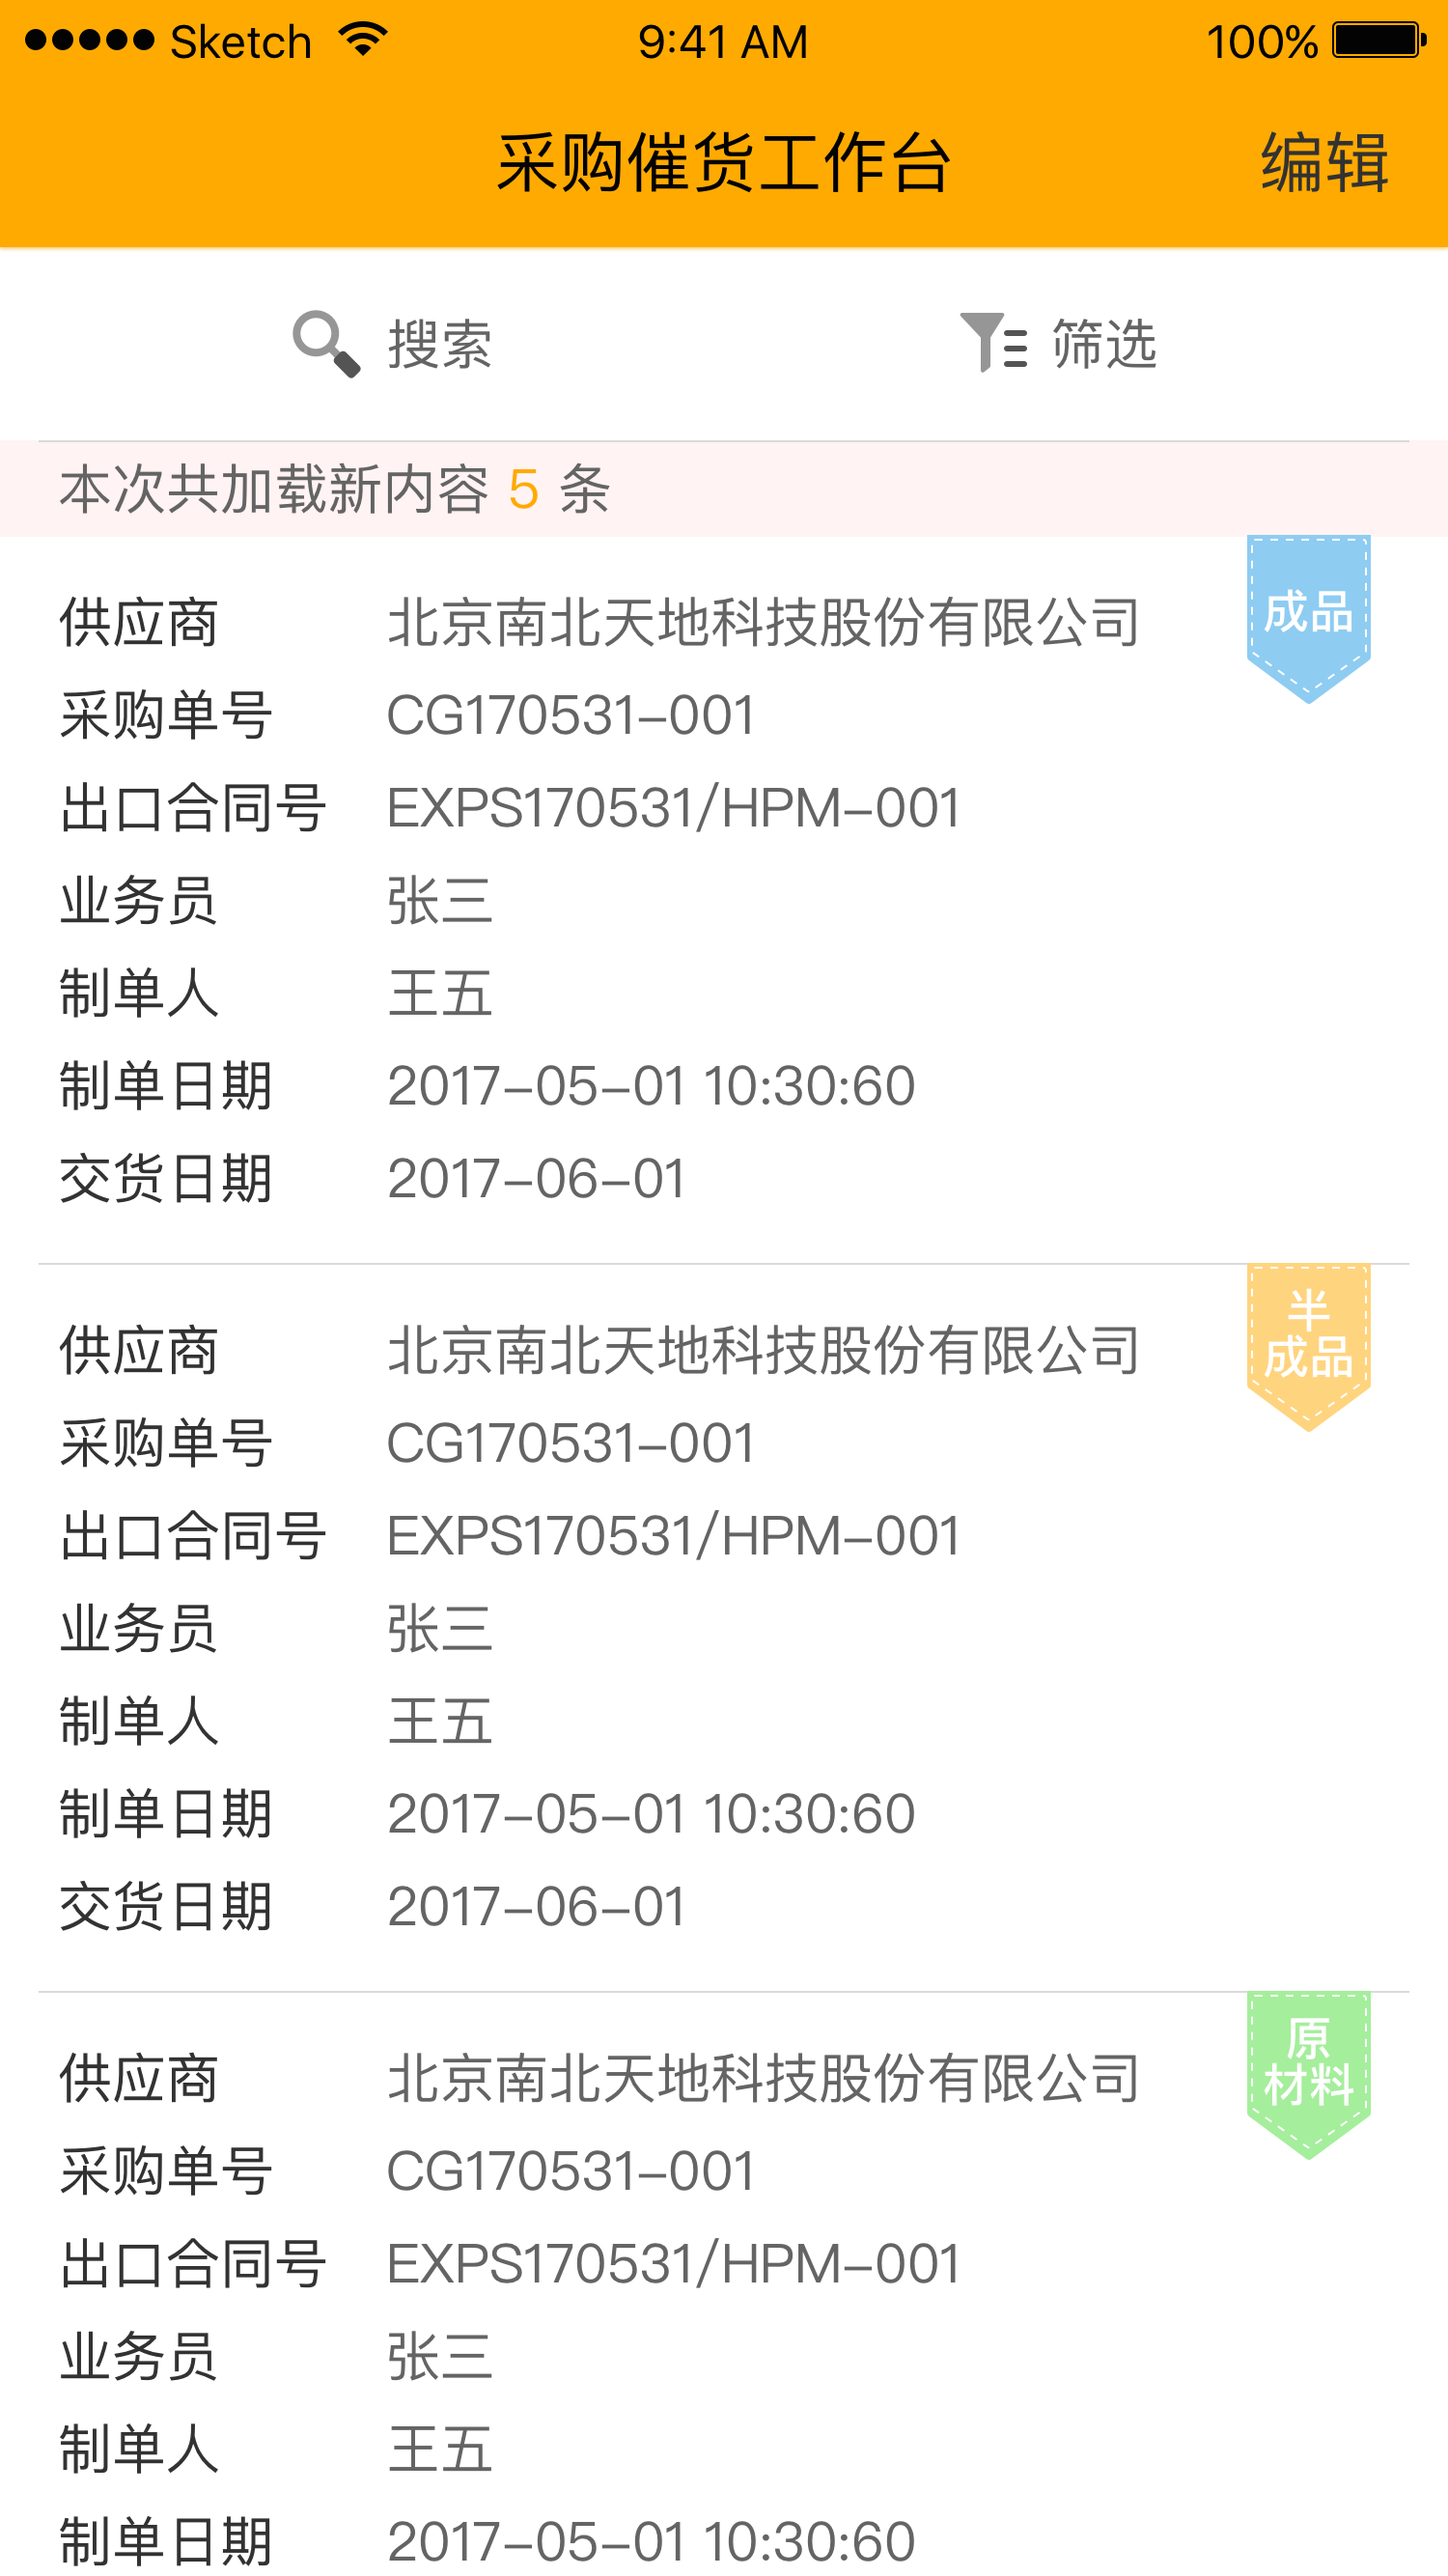 Sketch 9:41 AM 100%
采购催货工作台 编辑
搜索 筛选
本次共加载新内容 5 条
成品
供应商 北京南北天地科技股份有限公司
采购单号 CG170531-001
出口合同号 EXPS170531/HPM-001
业务员 张三
制单人 王五
制单日期 2017-05-01 10:30:60
交货日期 2017-06-01
半
成品
供应商 北京南北天地科技股份有限公司
采购单号 CG170531-001
出口合同号 EXPS170531/HPM-001
业务员 张三
制单人 王五
制单日期 2017-05-01 10:30:60
交货日期 2017-06-01
原
材料
供应商 北京南北天地科技股份有限公司
采购单号 CG170531-001
出口合同号 EXPS170531/HPM-001
业务员 张三
制单人 王五
制单日期 2017-05-01 10:30:60